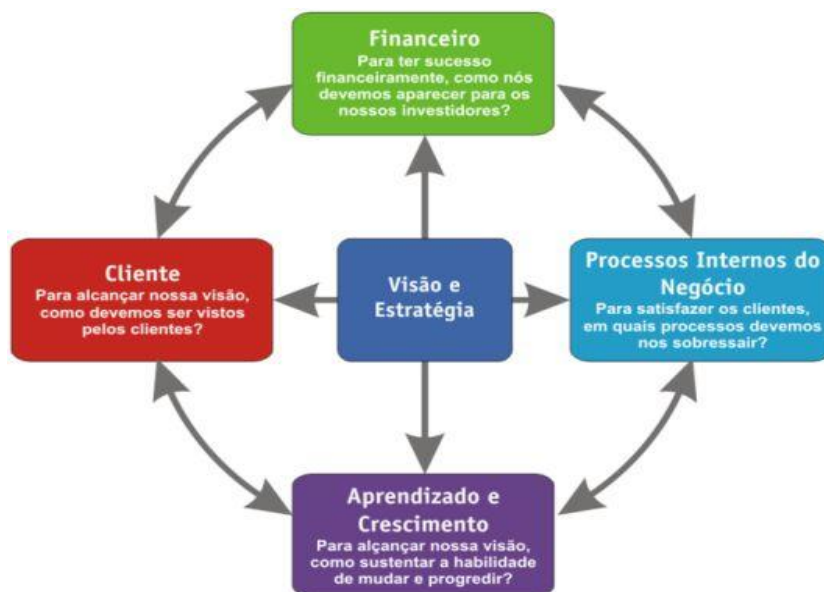 Financeiro
Para ter sucesso
financeiramente, como nós
devemos aparecer para os
nossos investidores?
Cliente
Para alcançar nossa visão,
como devemos ser vistos
pelos clientes?
Visão e
Estratégia
Processos Internos do
Negócio
Para satisfazer os clientes,
em quais processos devemos
nos sobressair?
Aprendizado e
Crescimento
Para alçançar nossa visão,
como sustentar a habilidade
de mudar e progredir?